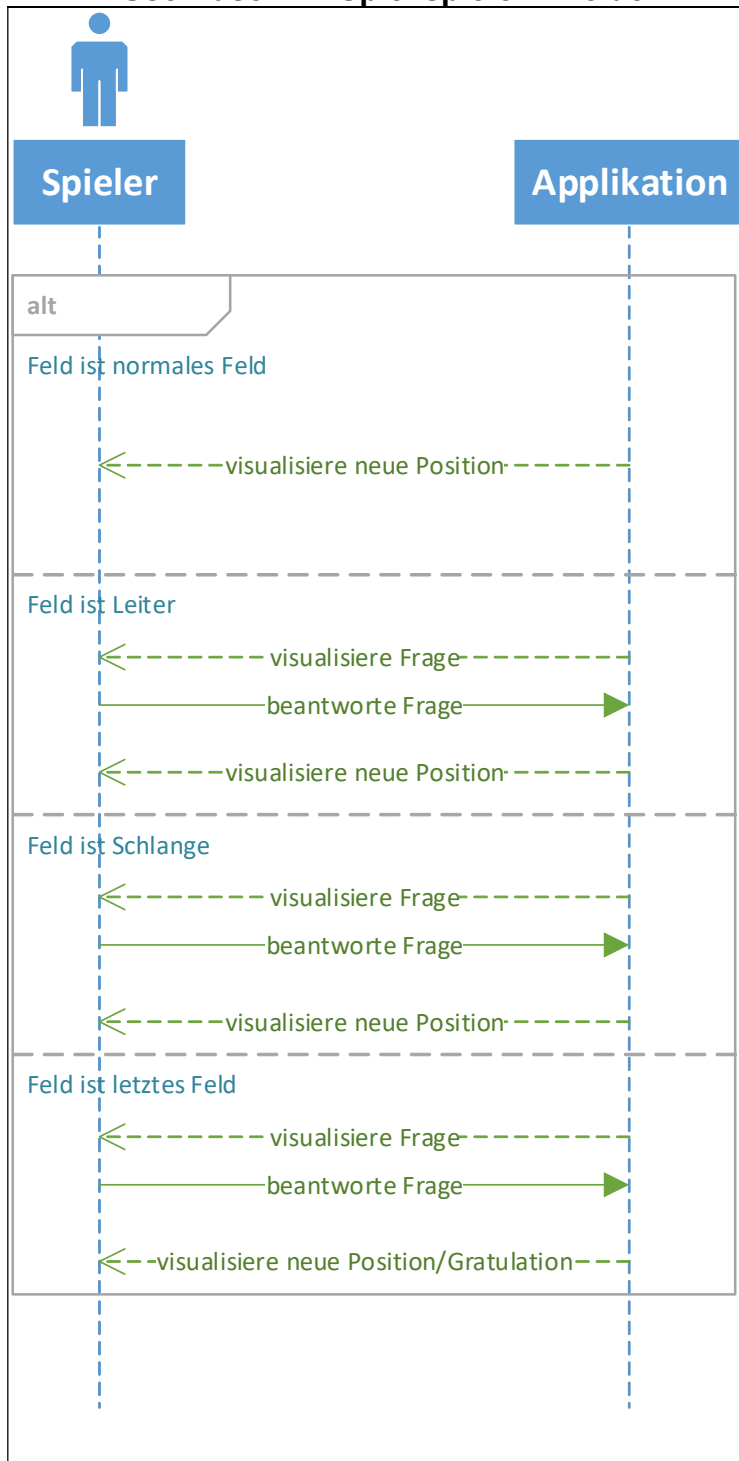 Spieler
Applikation
alt
Feld ist normales Feld
visualisiere neue Position
Feld ist Leiter
visualisiere Frage
beantworte Frage
visualisiere neue Position
Feld ist Schlange
visualisiere Frage
beantworte Frage
visualisiere neue Position
Feld ist letztes Feld
visualisiere Frage
beantworte Frage
visualisiere neue Position/Gratulation